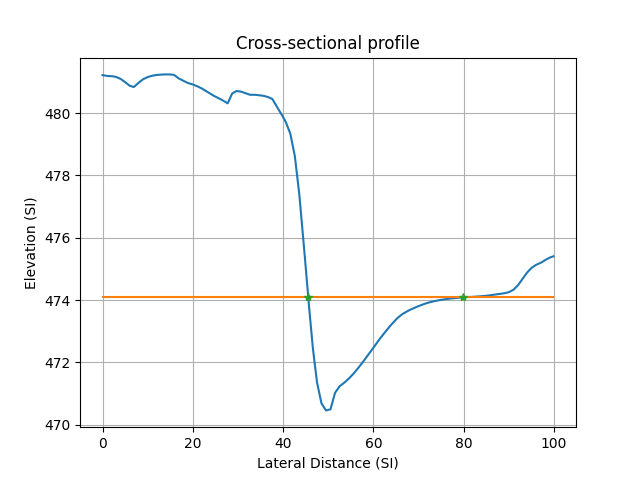 Cross-sectional profile
Elevation (SI)
480
478
476
474
472
470
0 20 40 60 80 100
Lateral Distance (SI)